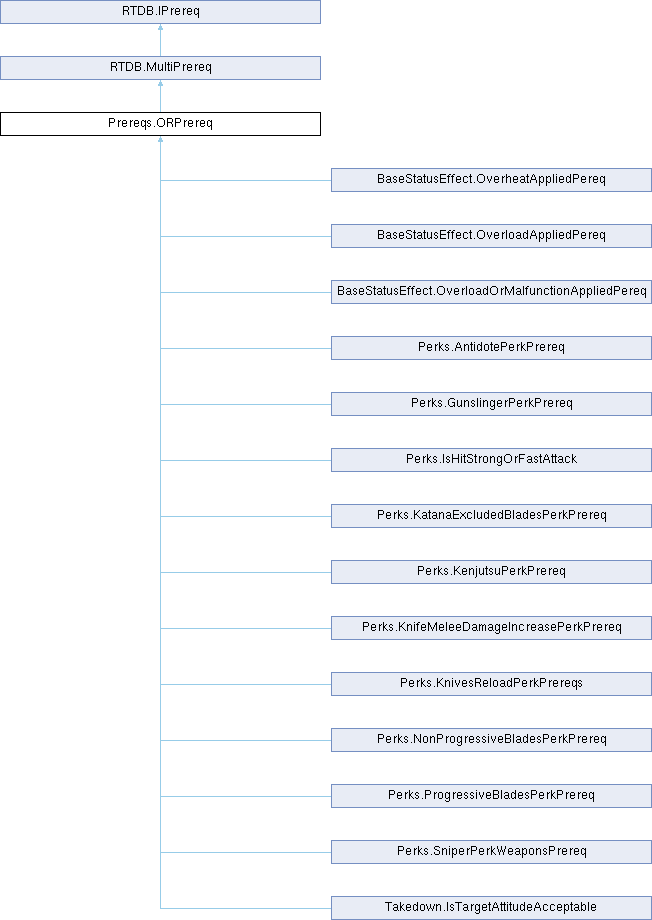 RTDB.IPrereq
RTDB.MultiPrereq
Prereqs.ORPrereq
BaseStatusEffect.OverheatAppliedPereq
BaseStatusEffect.OverloadAppliedPereq
BaseStatusEffect.OverloadOrMalfunctionAppliedPereq
Perks.AntidotePerkPrereq
Perks.GunslingerPerkPrereq
Perks.IsHitStrongOrFastAttack
Perks.KatanaExcludedBladesPerkPrereq
Perks.KenjutsuPerkPrereq
Perks.KnifeMeleeDamageIncreasePerkPrereq
Perks.KnivesReloadPerkPrereqs
Perks.NonProgressiveBladesPerkPrereq
Perks.ProgressiveBladesPerkPrereq
Perks.SniperPerkWeaponsPrereq
Takedown.IsTargetAttitudeAcceptable